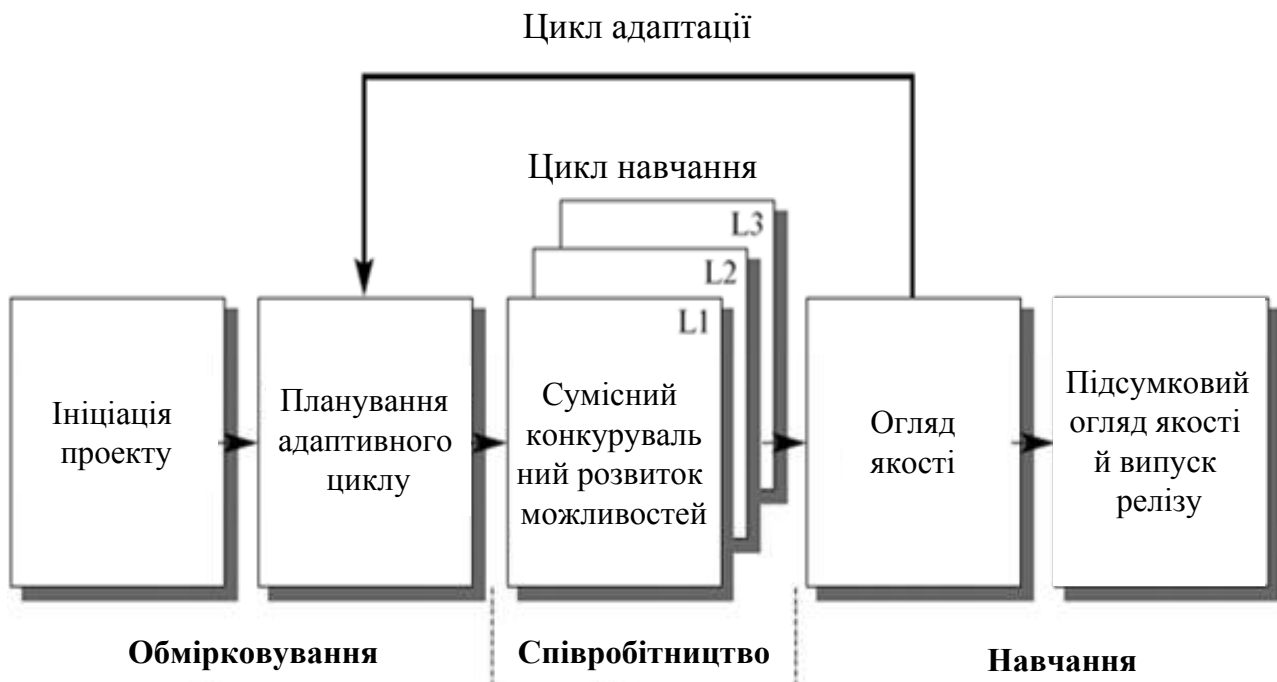 Цикл адаптації
Цикл навчання
L3
L2
L1
Ініціація
проекту
Планування
адаптивного
циклу
Сумісний
конкуруваль
ний розвиток
можливостей
Огляд
якості
Підсумковий
огляд якості
й випуск
релізу
Обмірковування
Співробітництво
Навчання